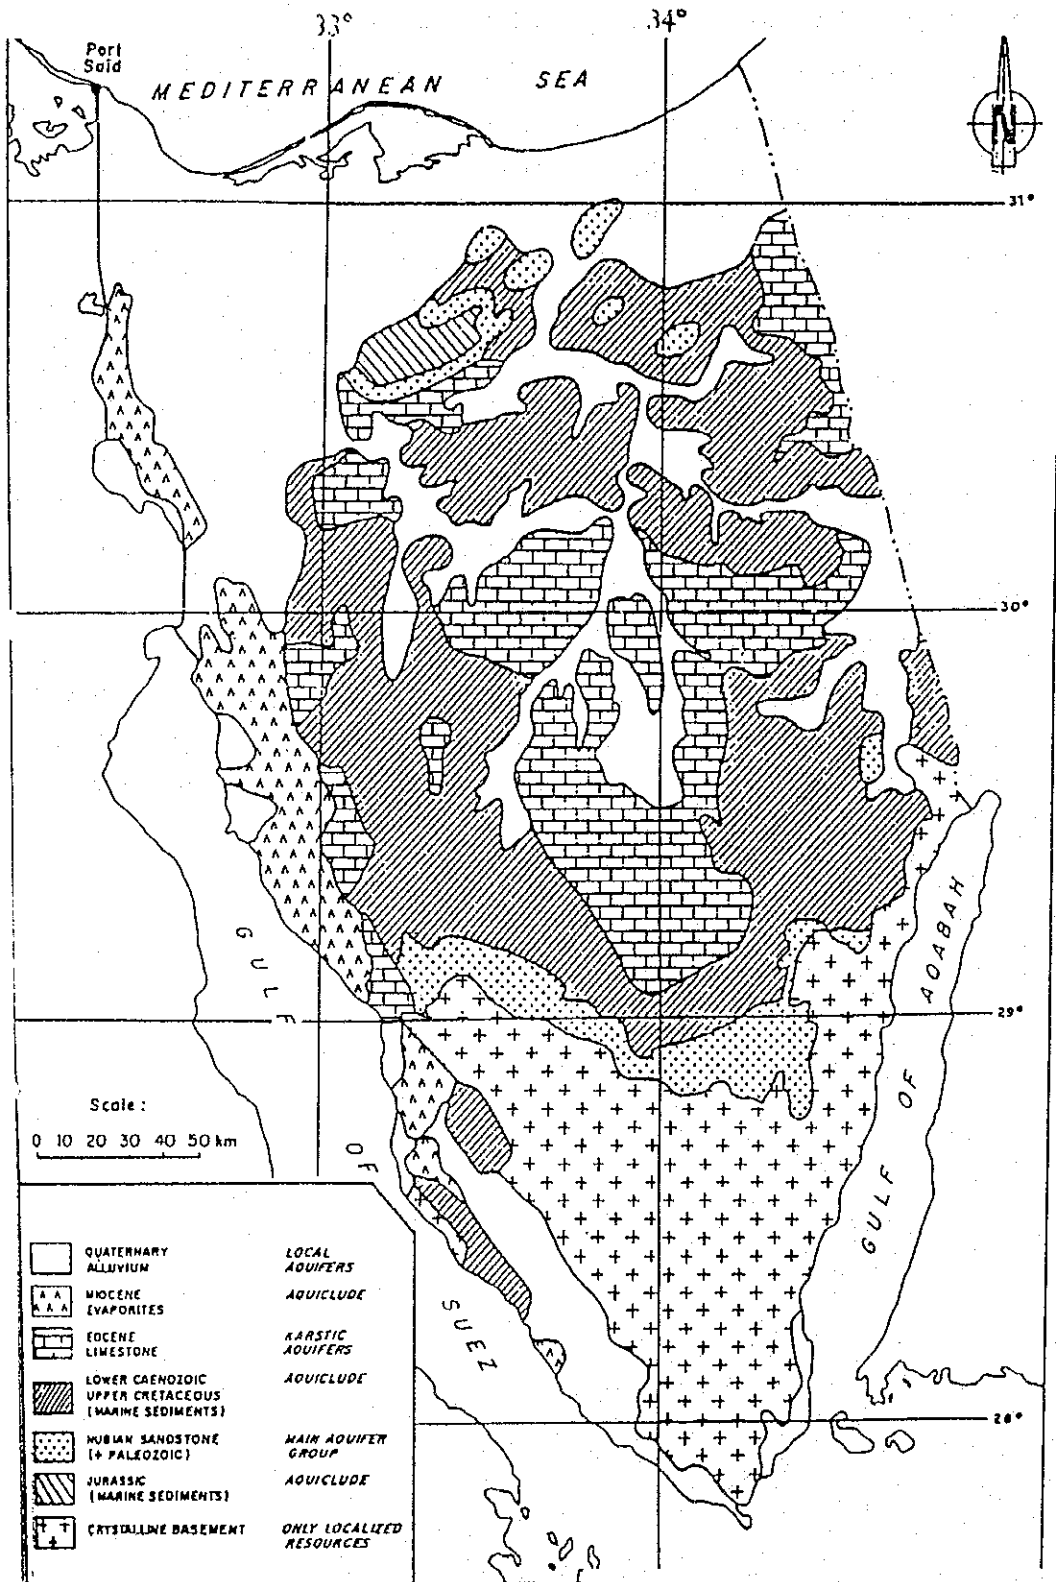 33° 34°
Port
Said
MEDITERRANEAN SEA
N
31°
30°
GULF OF SUEZ
GULF OF AQABAH
29°
28°
Scale :
0 10 20 30 40 50 km
QUATERNARY ALLUVIUM LOCAL AQUIFERS
MIOCENE EVAPORITES AQUICLUDE
EOCENE LIMESTONE KARSTIC AQUIFERS
LOWER CAENOZOIC UPPER CRETACEOUS (MARINE SEDIMENTS) AQUICLUDE
NUBIAN SANDSTONE (+ PALEOZOIC) MAIN AQUIFER GROUP
JURASSIC (MARINE SEDIMENTS) AQUICLUDE
CRYSTALLINE BASEMENT ONLY LOCALIZED RESOURCES